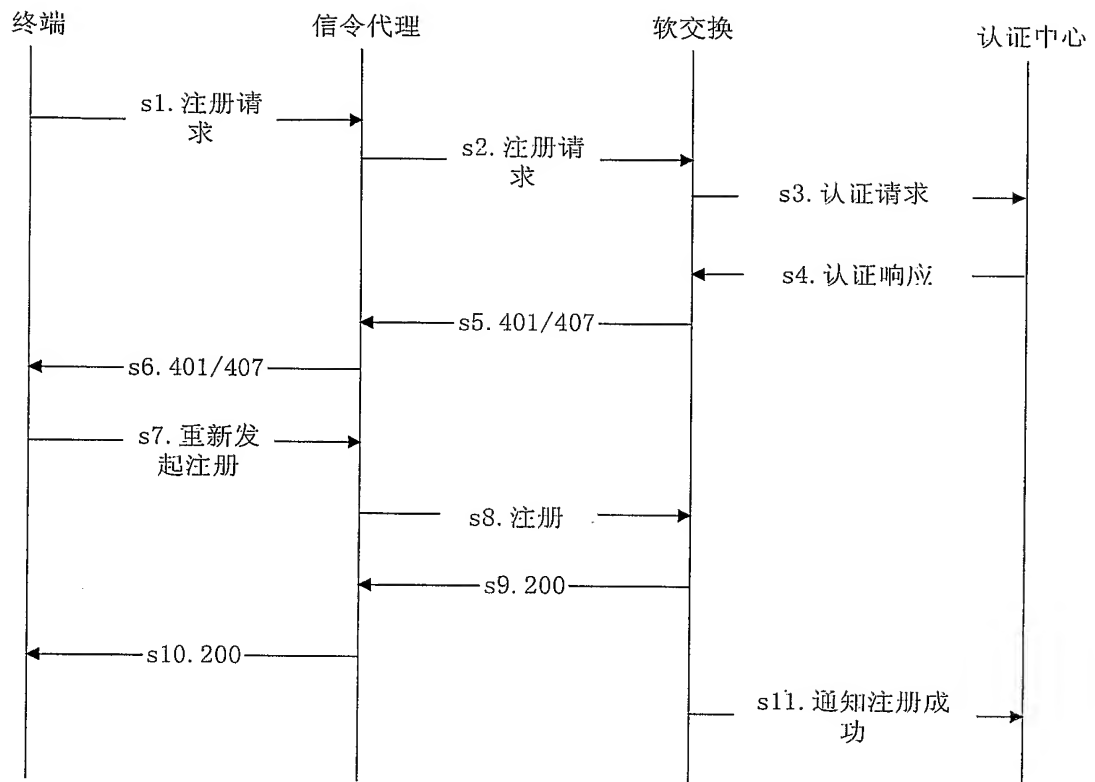 终端
信令代理
软交换
认证中心
s1.注册请
求
s2.注册请
求
s3.认证请求
s4.认证响应
s5.401/407
s6.401/407
s7.重新发
起注册
s8.注册
s9.200
s10.200
s11.通知注册成
功